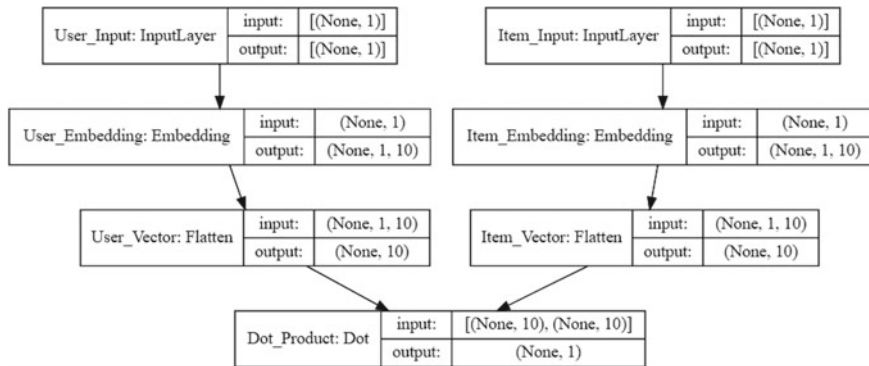 User_Input: InputLayer
input: [(None, 1)]
output: [(None, 1)]
Item_Input: InputLayer
input: [(None, 1)]
output: [(None, 1)]
User_Embedding: Embedding
input: (None, 1)
output: (None, 1, 10)
Item_Embedding: Embedding
input: (None, 1)
output: (None, 1, 10)
User_Vector: Flatten
input: (None, 1, 10)
output: (None, 10)
Item_Vector: Flatten
input: (None, 1, 10)
output: (None, 10)
Dot_Product: Dot
input: [(None, 10), (None, 10)]
output: (None, 1)